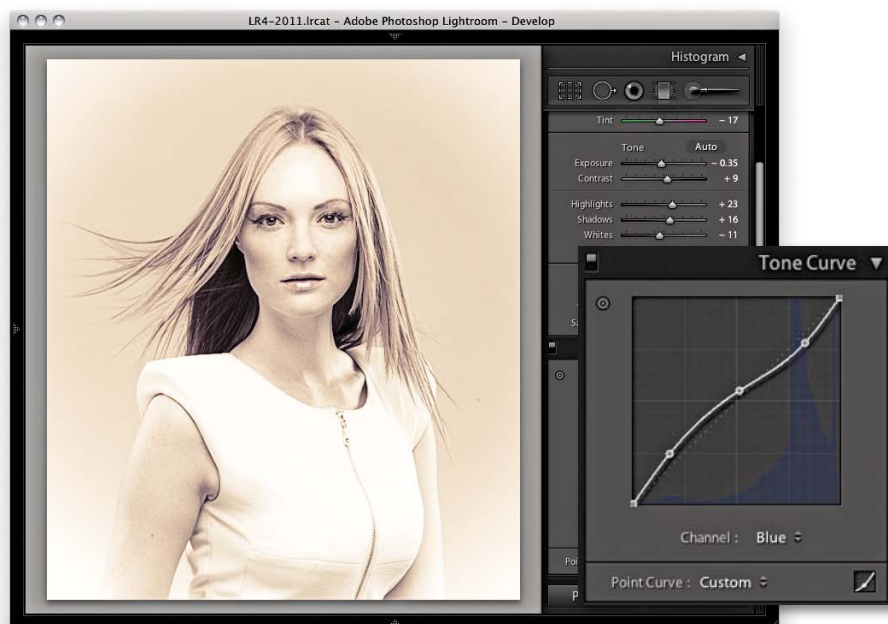 LR4-2011.lrcat - Adobe Photoshop Lightroom - Develop
Histogram
Tint - 17
Tone Auto
Exposure - 0.35
Contrast + 9
Highlights + 23
Shadows + 16
Whites - 11
Tone Curve
Channel : Blue
Point Curve : Custom